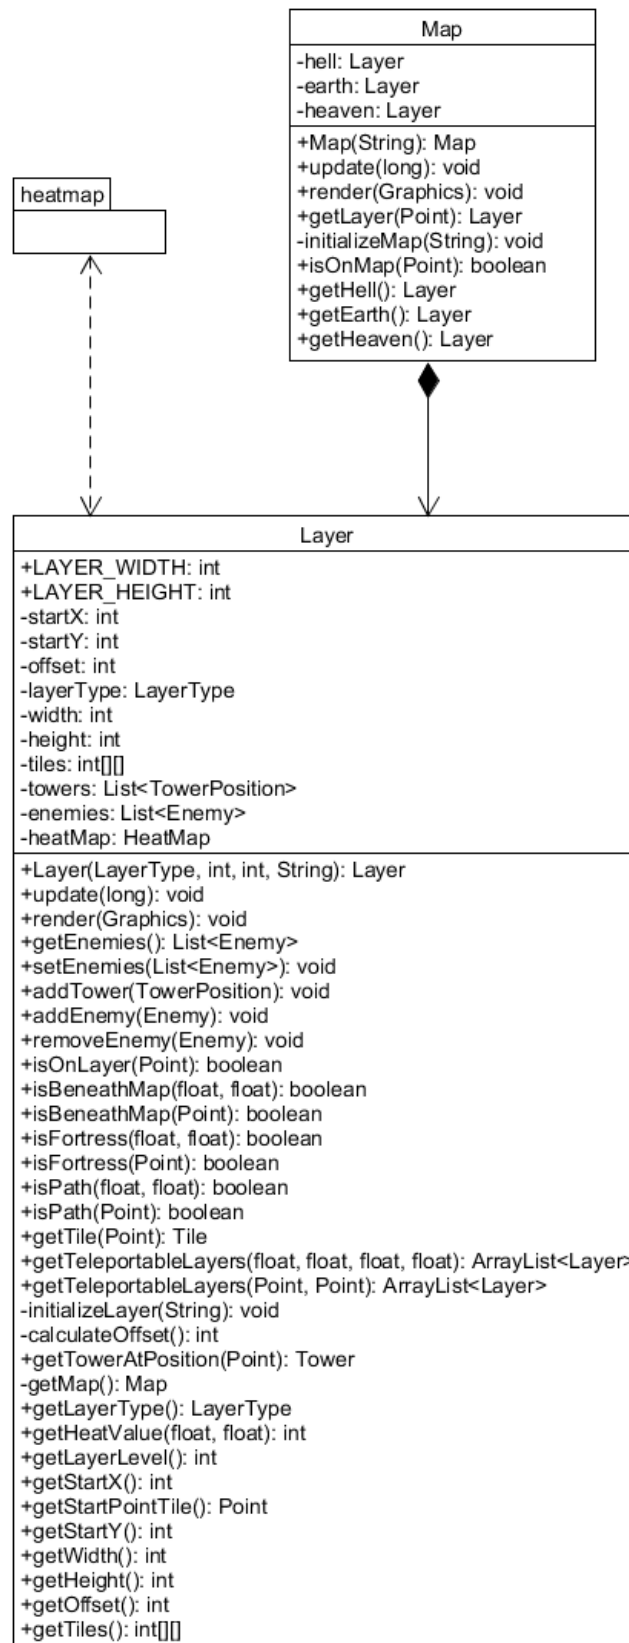 Map
-hell: Layer
-earth: Layer
-heaven: Layer
+Map(String): Map
+update(long): void
+render(Graphics): void
+getLayer(Point): Layer
-initializeMap(String): void
+isOnMap(Point): boolean
+getHell(): Layer
+getEarth(): Layer
+getHeaven(): Layer
heatmap
Layer
+LAYER_WIDTH: int
+LAYER_HEIGHT: int
-startX: int
-startY: int
-offset: int
-layerType: LayerType
-width: int
-height: int
-tiles: int[][]
-towers: List<TowerPosition>
-enemies: List<Enemy>
-heatMap: HeatMap
+Layer(LayerType, int, int, String): Layer
+update(long): void
+render(Graphics): void
+getEnemies(): List<Enemy>
+setEnemies(List<Enemy>): void
+addTower(TowerPosition): void
+addEnemy(Enemy): void
+removeEnemy(Enemy): void
+isOnLayer(Point): boolean
+isBeneathMap(float, float): boolean
+isBeneathMap(Point): boolean
+isFortress(float, float): boolean
+isFortress(Point): boolean
+isPath(float, float): boolean
+isPath(Point): boolean
+getTile(Point): Tile
+getTeleportableLayers(float, float, float, float): ArrayList<Layer>
+getTeleportableLayers(Point, Point): ArrayList<Layer>
-initializeLayer(String): void
-calculateOffset(): int
+getTowerAtPosition(Point): Tower
-getMap(): Map
+getLayerType(): LayerType
+getHeatValue(float, float): int
+getLayerLevel(): int
+getStartX(): int
+getStartPointTile(): Point
+getStartY(): int
+getWidth(): int
+getHeight(): int
+getOffset(): int
+getTiles(): int[][]